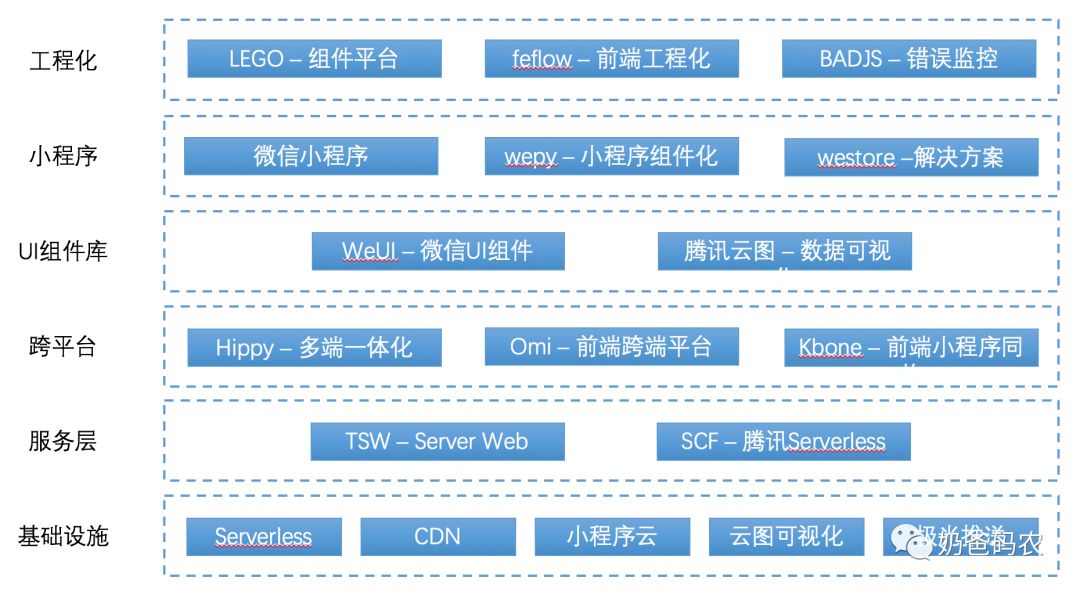 工程化
LEGO – 组件平台
feflow – 前端工程化
BADJS – 错误监控
小程序
微信小程序
wepy – 小程序组件化
westore –解决方案
UI组件库
WeUI – 微信UI组件
腾讯云图 – 数据可视
跨平台
Hippy – 多端一体化
Omi – 前端跨端平台
Kbone – 前端小程序同
服务层
TSW – Server Web
SCF – 腾讯Serverless
基础设施
Serverless
CDN
小程序云
云图可视化
奶爸码农